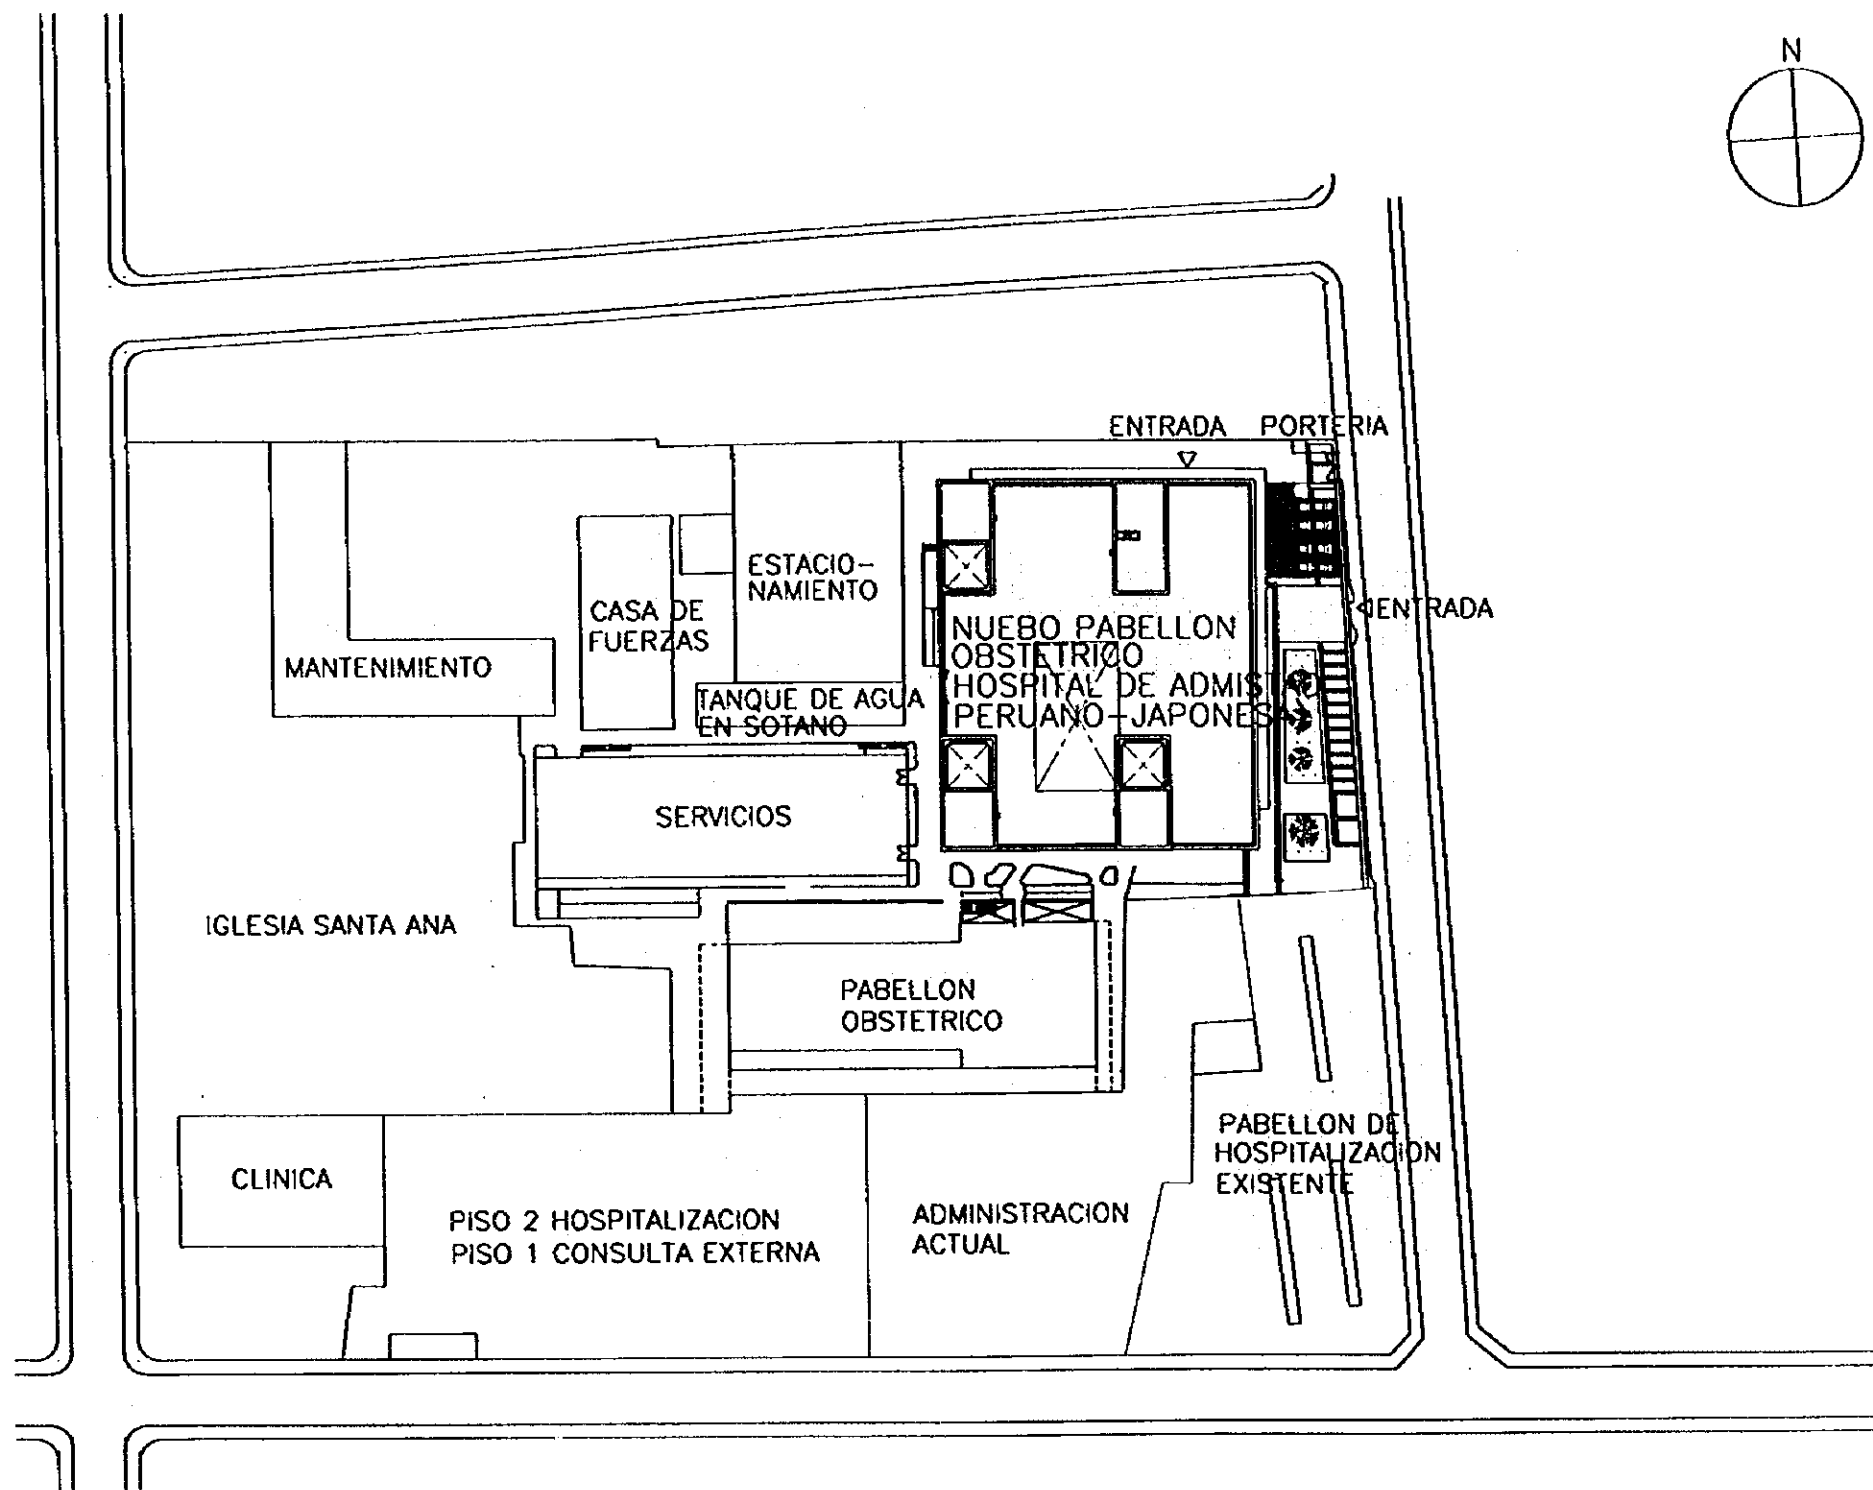 N
ENTRADA
PORTERIA
ESTACIO-
NAMIENTO
CASA DE
FUERZAS
ENTRADA
NUEBO PABELLON
OBSTETRICO
HOSPITAL DE ADMIST
PERUANO-JAPONESA
MANTENIMIENTO
TANQUE DE AGUA
EN SOTANO
SERVICIOS
IGLESIA SANTA ANA
PABELLON
OBSTETRICO
PABELLON DE
HOSPITALIZACION
EXISTENTE
CLINICA
PISO 2 HOSPITALIZACION
PISO 1 CONSULTA EXTERNA
ADMINISTRACION
ACTUAL